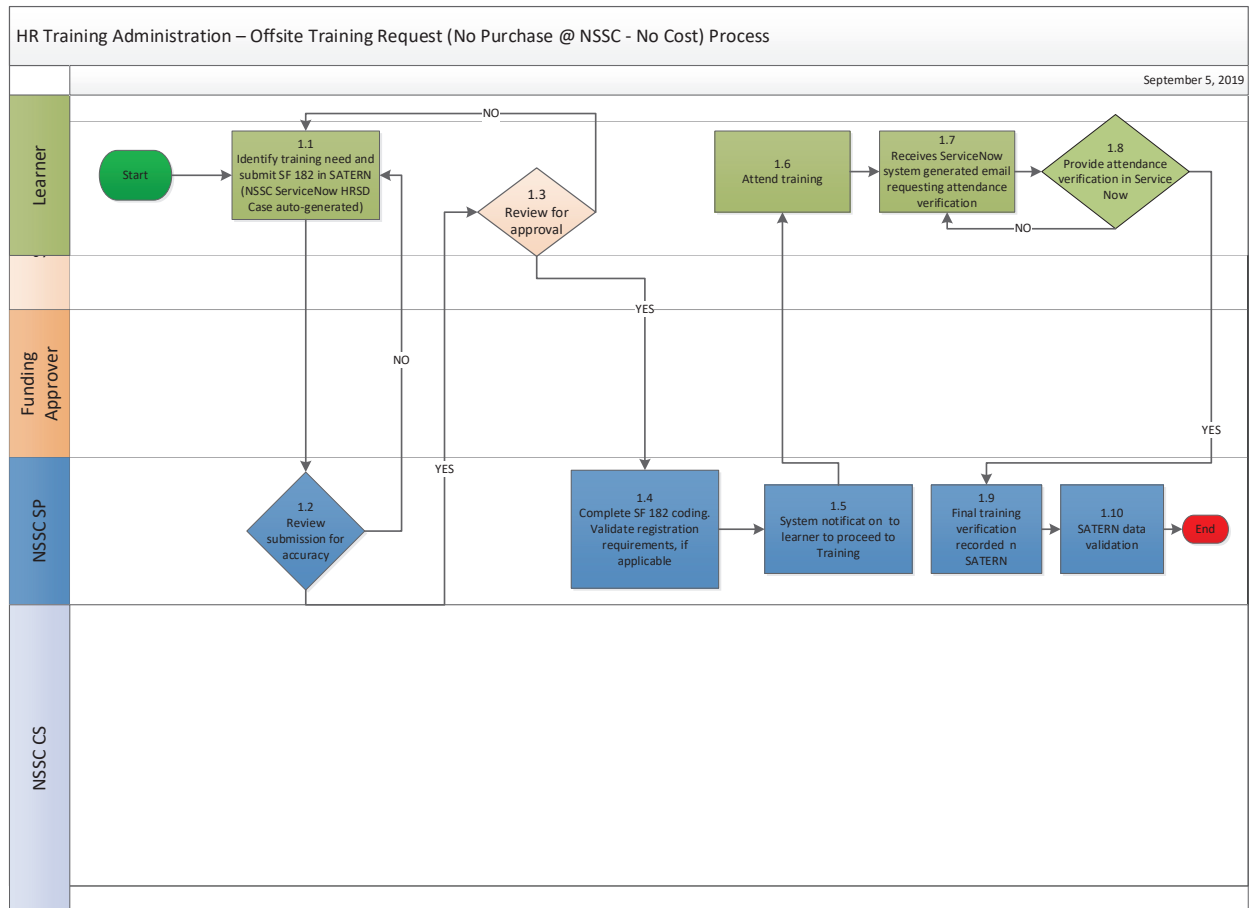 HR Training Administration – Offsite Training Request (No Purchase @ NSSC - No Cost) Process
September 5, 2019
Learner
Start
1.1
Identify training need and
submit SF 182 in SATERN
(NSSC ServiceNow HRSD
Case auto-generated)
NO
1.3
Review for
approval
1.6
Attend training
1.7
Receives ServiceNow
system generated email
requesting attendance
verification
1.8
Provide attendance
verification in Service
Now
NO
YES
Funding
Approver
NO
YES
YES
NSSC SP
1.2
Review
submission for
accuracy
1.4
Complete SF 182 coding.
Validate registration
requirements, if
applicable
1.5
System notificat on to
learner to proceed to
Training
1.9
Final training
verification
recorded n
SATERN
1.10
SATERN data
validation
End
NSSC CS